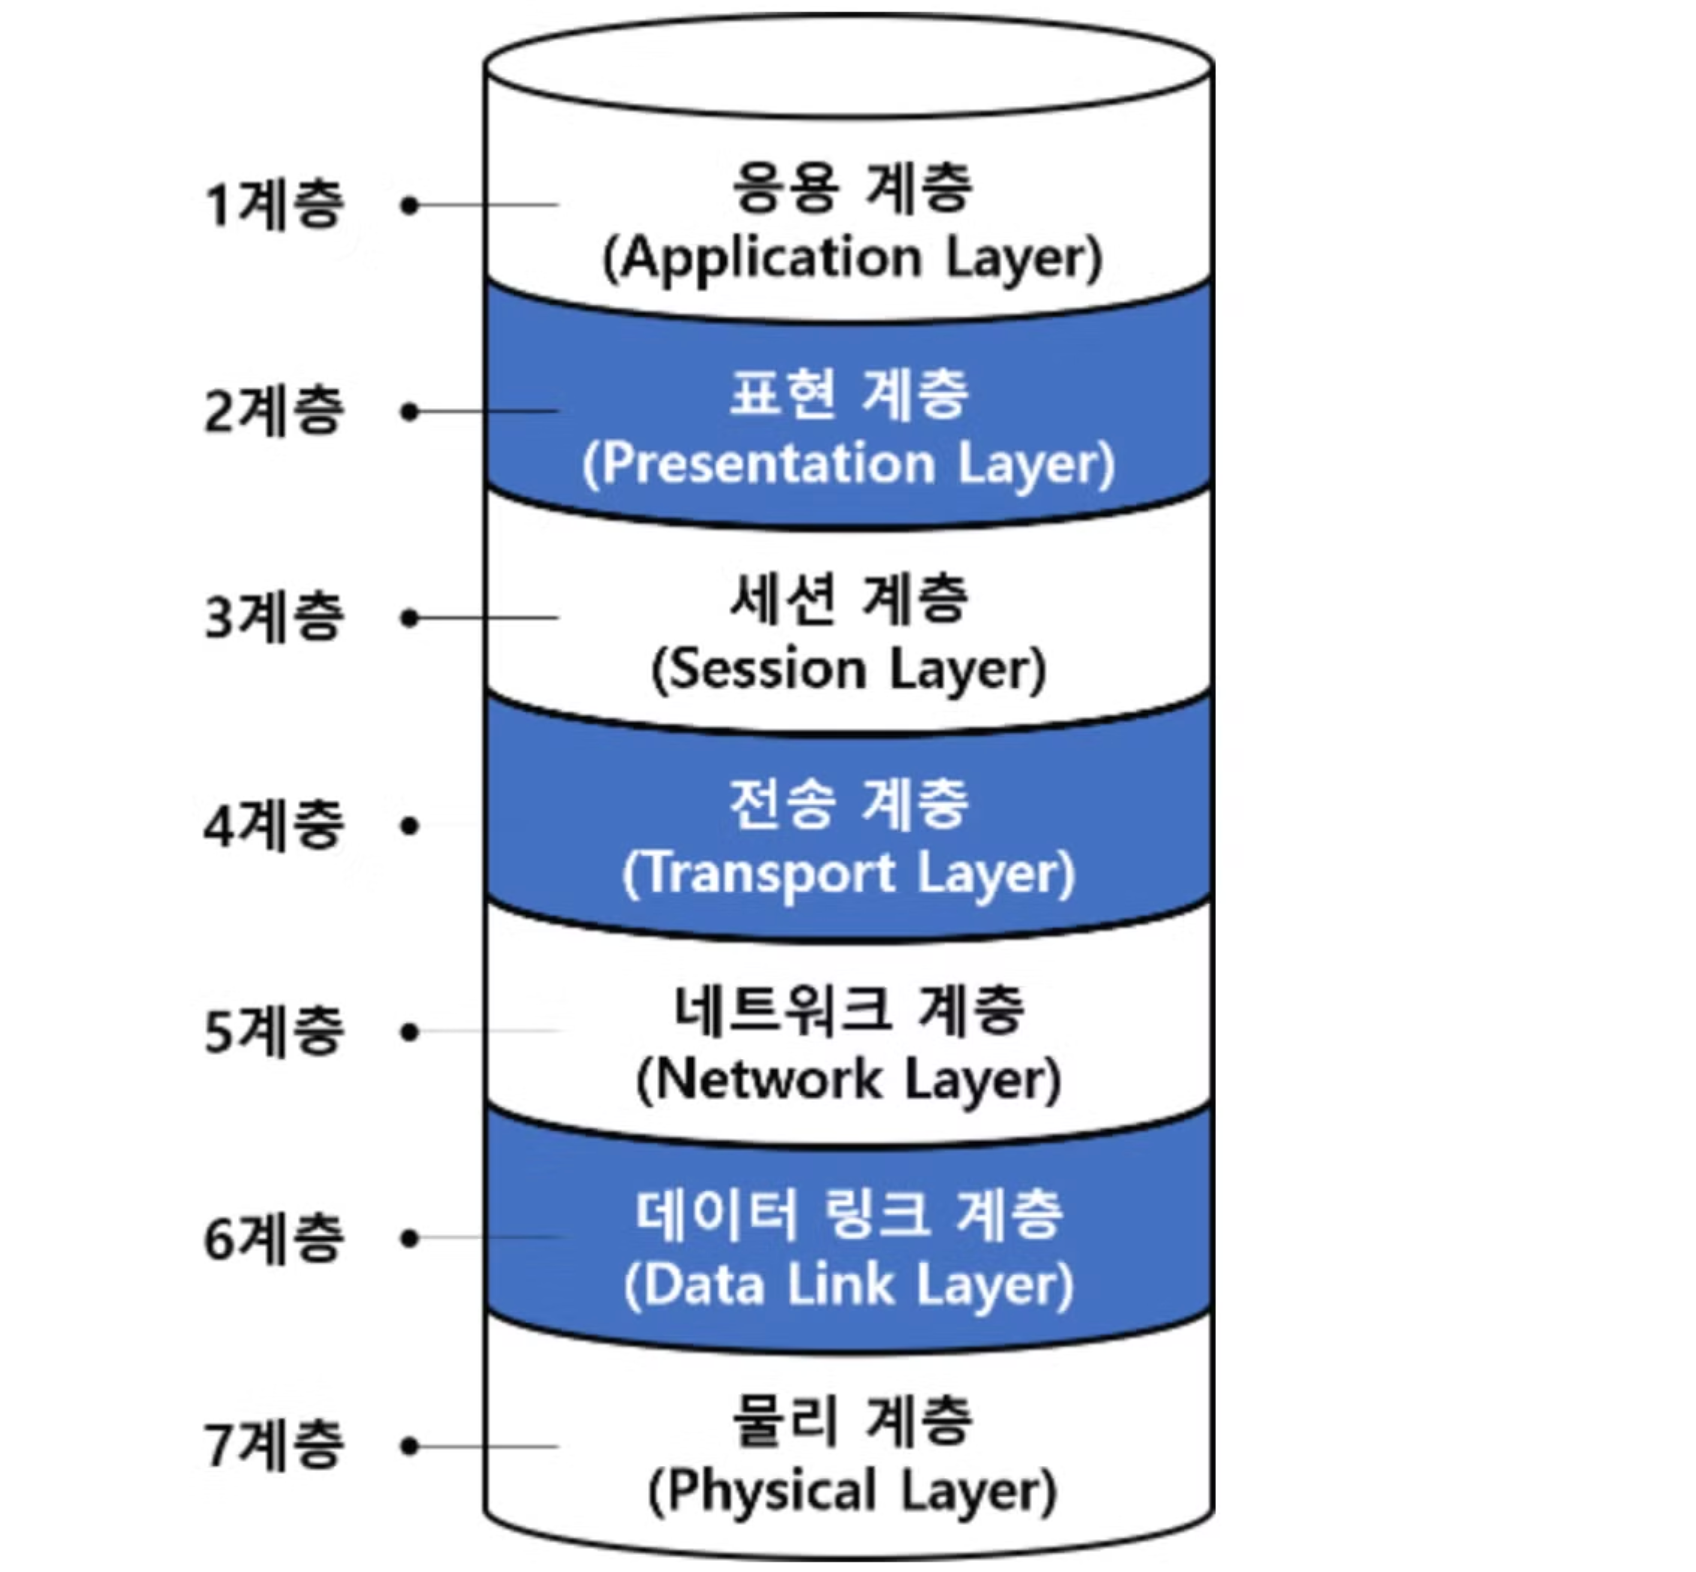 1계층
응용 계층
(Application Layer)
2계층
표현 계층
(Presentation Layer)
3계층
세션 계층
(Session Layer)
4계충
전송 계충
(Transport Layer)
5계층
네트워크 계층
(Network Layer)
6계층
데이터 링크 계층
(Data Link Layer)
7계층
물리 계층
(Physical Layer)